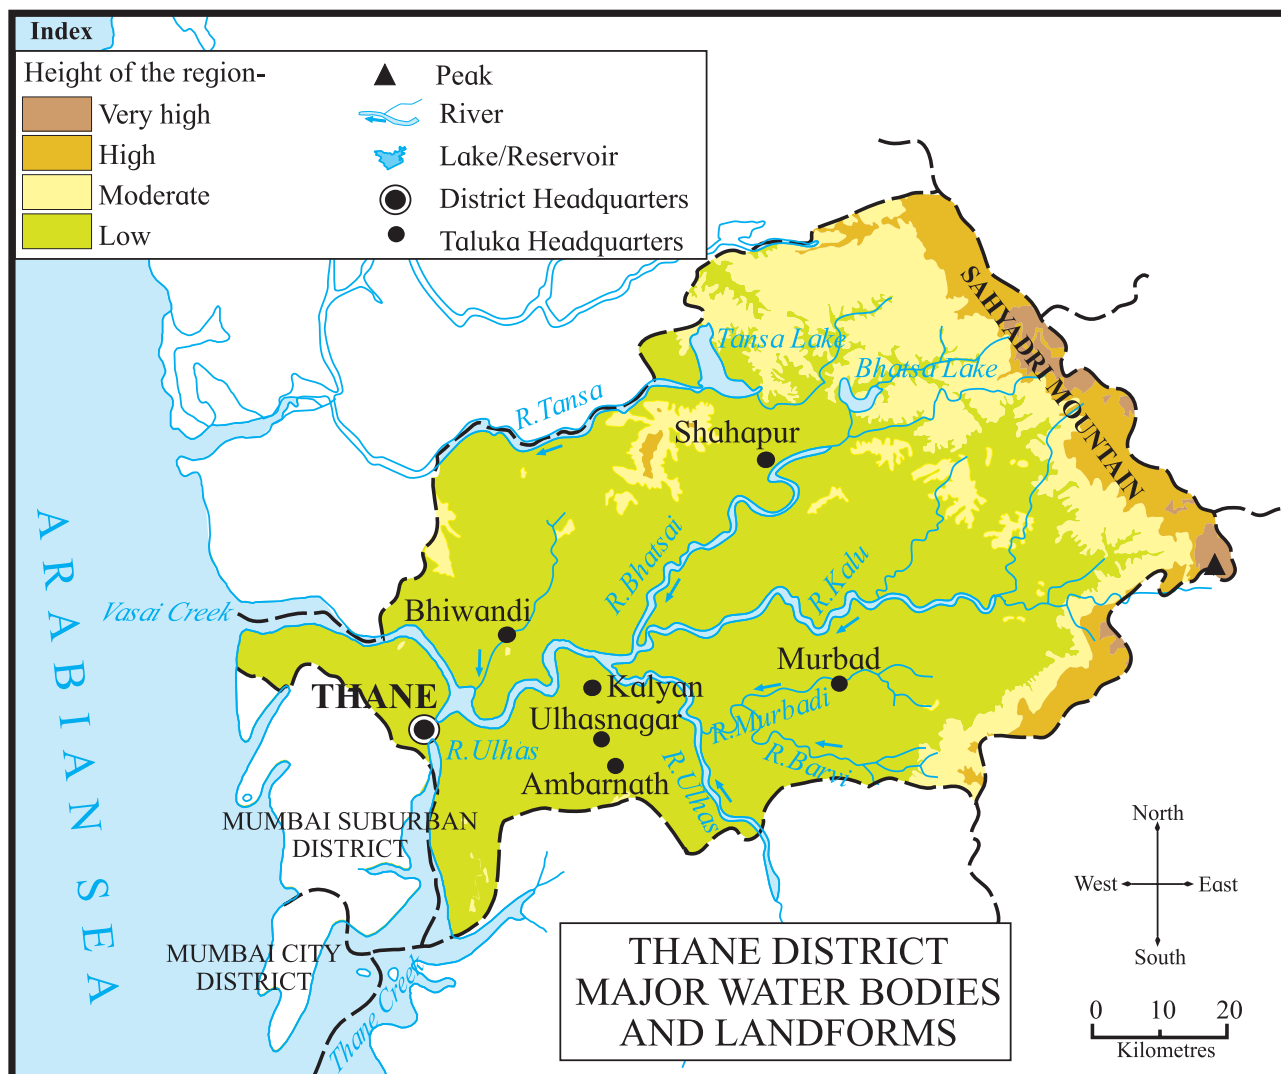 Index
Height of the region-
Very high
High
Moderate
Low
Peak
River
Lake/Reservoir
District Headquarters
Taluka Headquarters
SAHYADRI MOUNTAIN
Tansa Lake
Bhatsa Lake
R.Tansa
Shahapur
R.Bhatsai
R.Kalu
ARABIAN SEA
Vasai Creek
Bhiwandi
Murbad
THANE
Kalyan
Ulhasnagar
R.Murbadi
R.Ulhas
R.Barvi
Ambarnath
R.Ulhas
MUMBAI SUBURBAN
DISTRICT
MUMBAI CITY
DISTRICT
Thane Creek
North
West
East
South
THANE DISTRICT
MAJOR WATER BODIES
AND LANDFORMS
0 10 20
Kilometres